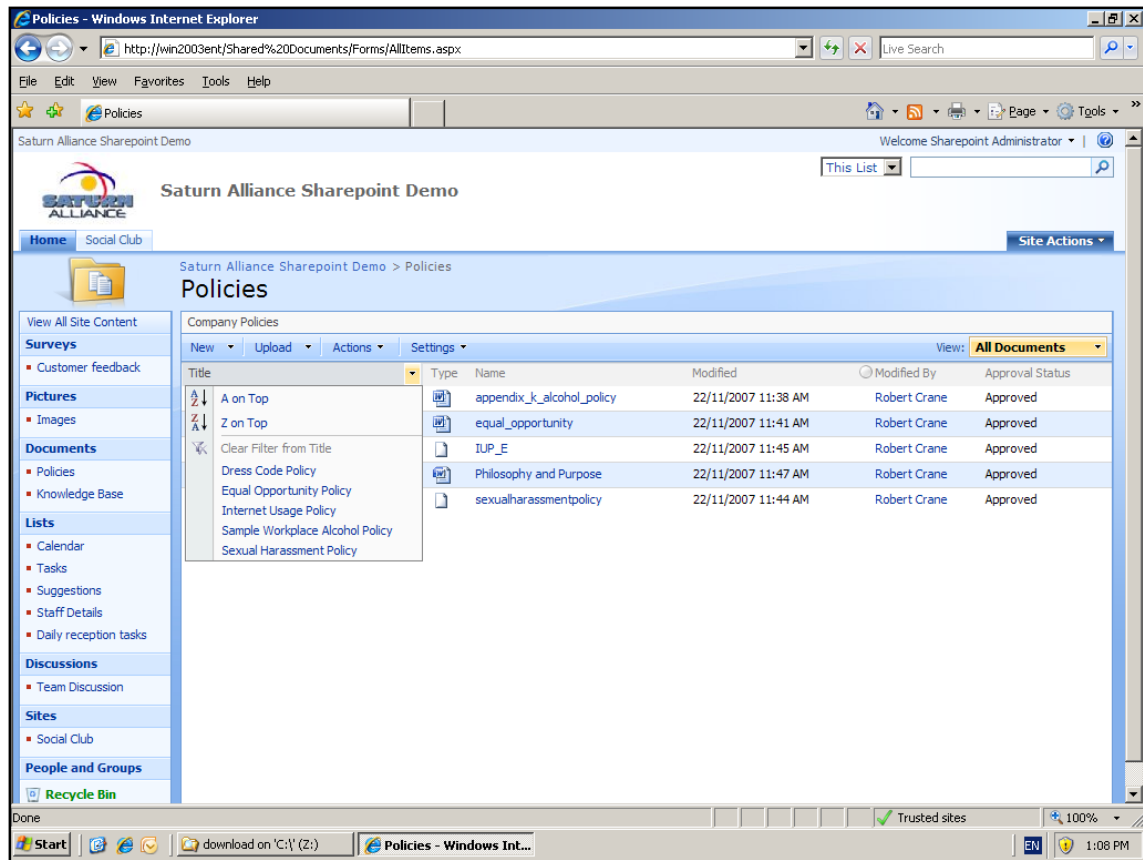 Policies - Windows Internet Explorer
http://win2003ent/Shared%20Documents/Forms/AllItems.aspx
Live Search
File Edit View Favorites Tools Help
Policies
Page Tools »
Saturn Alliance Sharepoint Demo
Welcome Sharepoint Administrator
This List
SATURN
ALLIANCE
Saturn Alliance Sharepoint Demo
Home Social Club
Site Actions
Saturn Alliance Sharepoint Demo > Policies
Policies
View All Site Content
Surveys
Customer feedback
Pictures
Images
Documents
Policies
Knowledge Base
Lists
Calendar
Tasks
Suggestions
Staff Details
Daily reception tasks
Discussions
Team Discussion
Sites
Social Club
People and Groups
Recycle Bin
Company Policies
New Upload Actions Settings View: All Documents
Title Type Name Modified Modified By Approval Status
appendix_k_alcohol_policy 22/11/2007 11:38 AM Robert Crane Approved
equal_opportunity 22/11/2007 11:41 AM Robert Crane Approved
IUP_E 22/11/2007 11:45 AM Robert Crane Approved
Philosophy and Purpose 22/11/2007 11:47 AM Robert Crane Approved
sexualharassmentpolicy 22/11/2007 11:44 AM Robert Crane Approved
A on Top
Z on Top
Clear Filter from Title
Dress Code Policy
Equal Opportunity Policy
Internet Usage Policy
Sample Workplace Alcohol Policy
Sexual Harassment Policy
Done Trusted sites 100%
Start download on 'C:\' (Z:) Policies - Windows Int... EN 1:08 PM